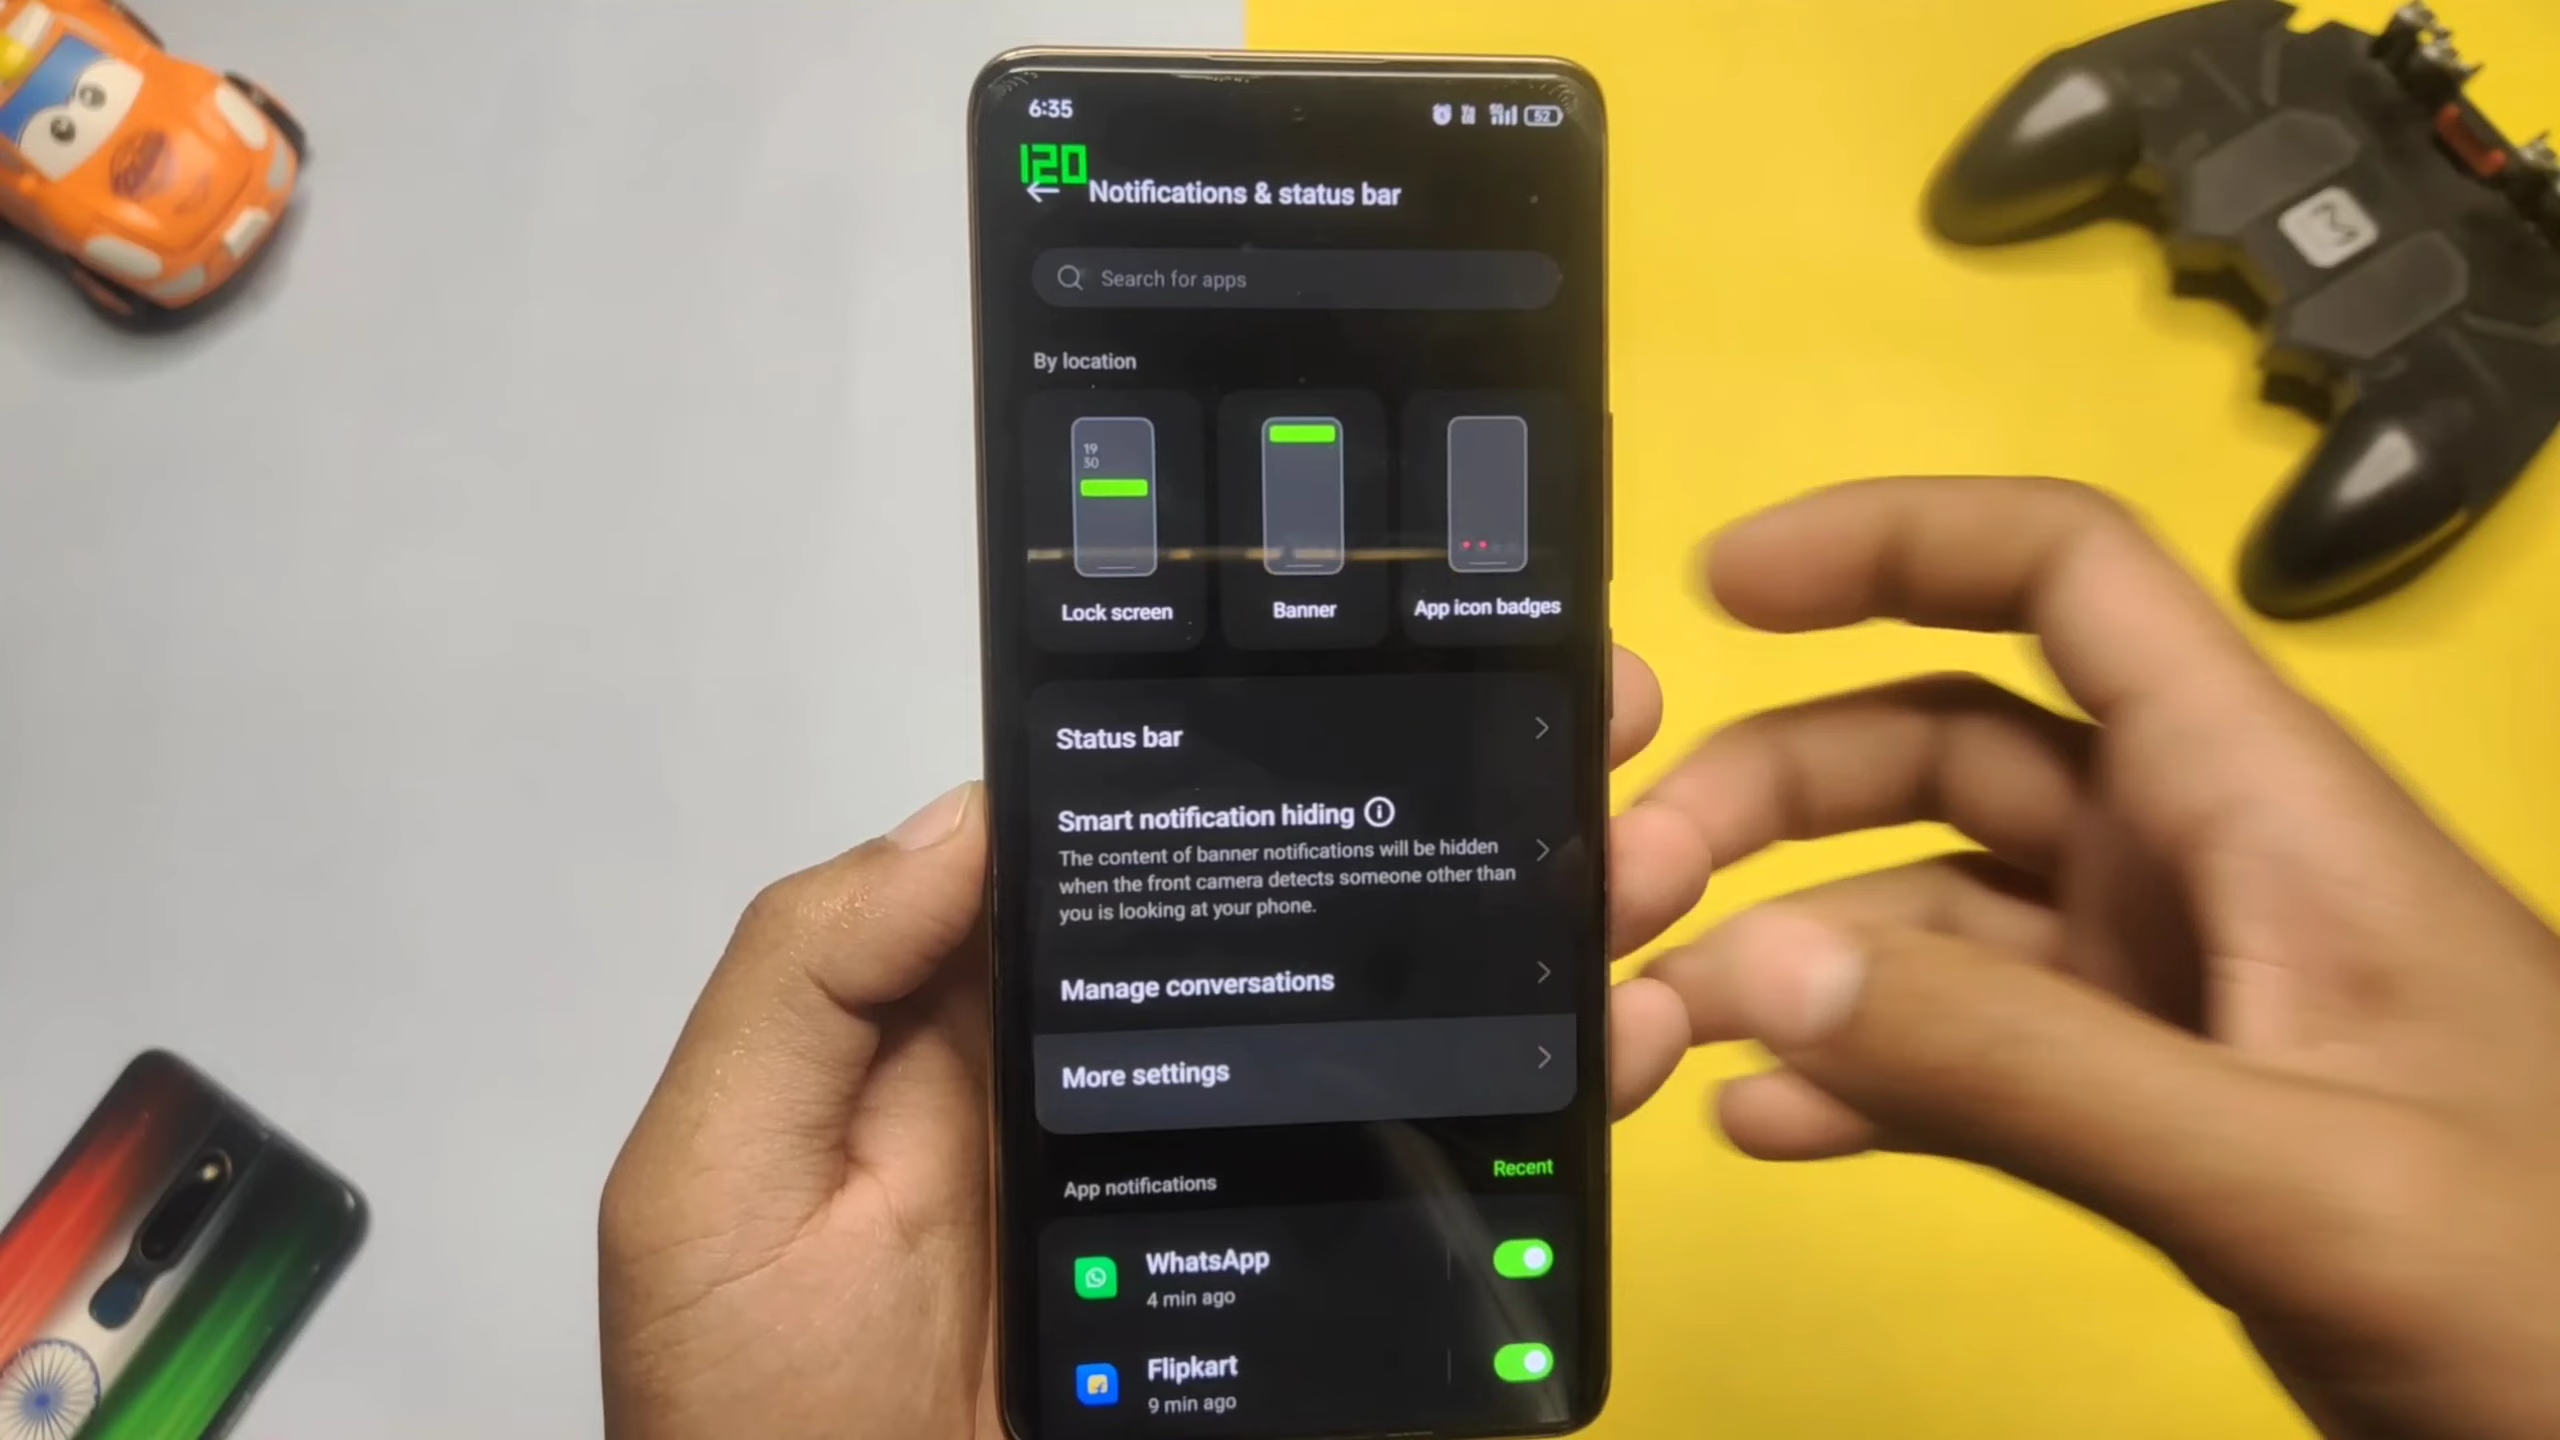 6:35
5G 52
120
Notifications & status bar
Search for apps
By location
19
30
Lock screen
Banner
App icon badges
Status bar
Smart notification hiding
The content of banner notifications will be hidden
when the front camera detects someone other than
you is looking at your phone.
Manage conversations
More settings
App notifications
Recent
WhatsApp
4 min ago
Flipkart
9 min ago